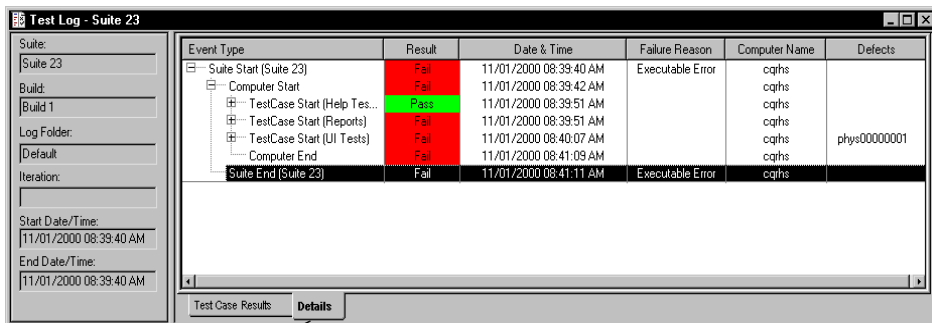 Test Log - Suite 23
Suite:
Suite 23
Build:
Build 1
Log Folder:
Default
Iteration:
Start Date/Time:
11/01/2000 08:39:40 AM
End Date/Time:
11/01/2000 08:39:40 AM
Event Type Result Date & Time Failure Reason Computer Name Defects
Suite Start (Suite 23) Fail 11/01/2000 08:39:40 AM Executable Error cqrhs
Computer Start Fail 11/01/2000 08:39:42 AM cqrhs
TestCase Start (Help Tes... Pass 11/01/2000 08:39:51 AM cqrhs
TestCase Start (Reports) Fail 11/01/2000 08:39:51 AM cqrhs
TestCase Start (UI Tests) Fail 11/01/2000 08:40:07 AM cqrhs phys00000001
Computer End Fail 11/01/2000 08:41:09 AM cqrhs
Suite End (Suite 23) Fail 11/01/2000 08:41:11 AM Executable Error cqrhs
Test Case Results Details